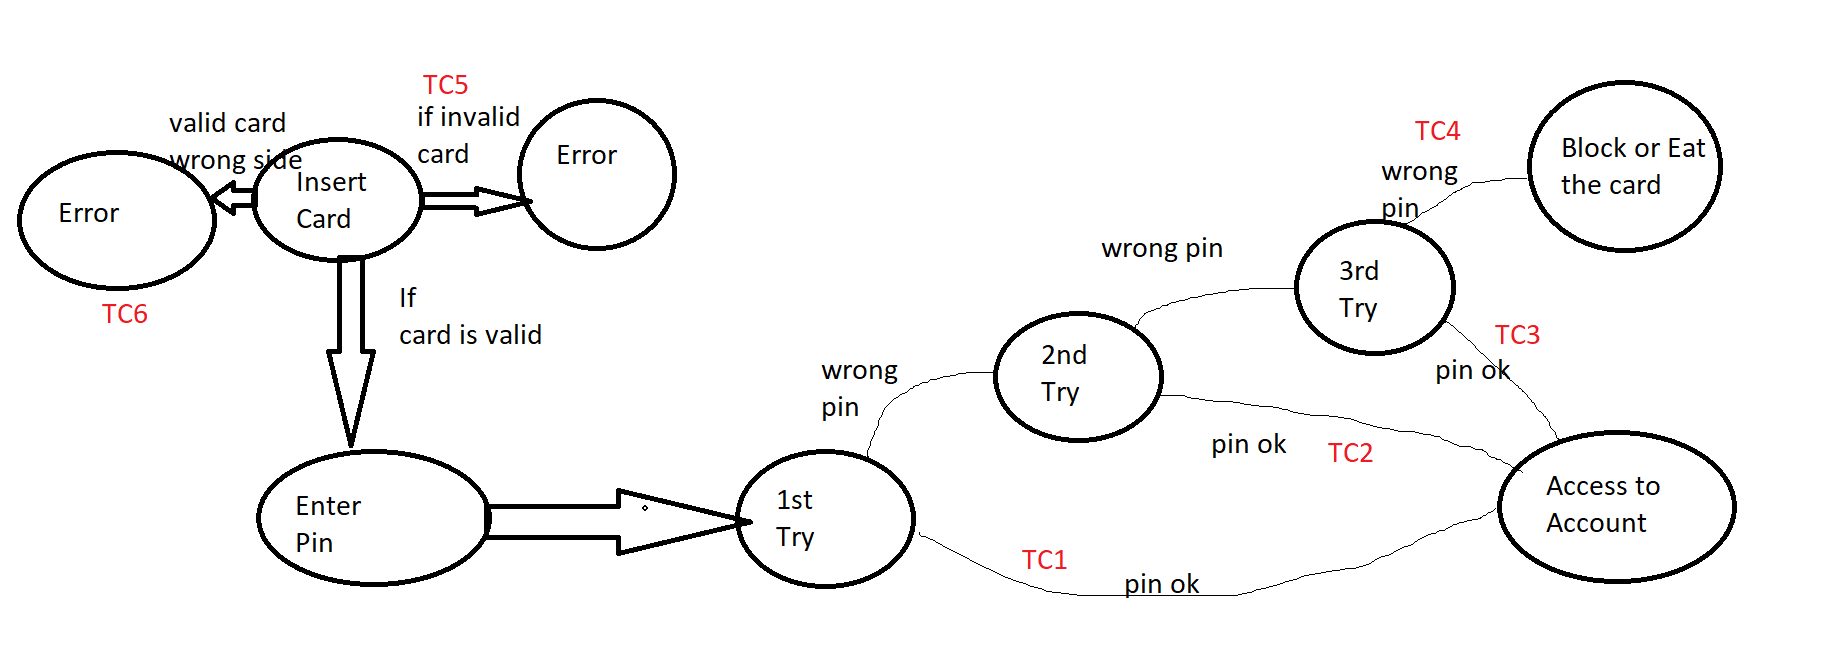 TC5
if invalid
card
valid card
wrong side
Insert
Card
Error
Error
TC6
If
card is valid
Enter
Pin
1st
Try
wrong
pin
2nd
Try
wrong pin
3rd
Try
TC4
wrong
pin
Block or Eat
the card
TC3
pin ok
pin ok
TC2
TC1
pin ok
Access to
Account